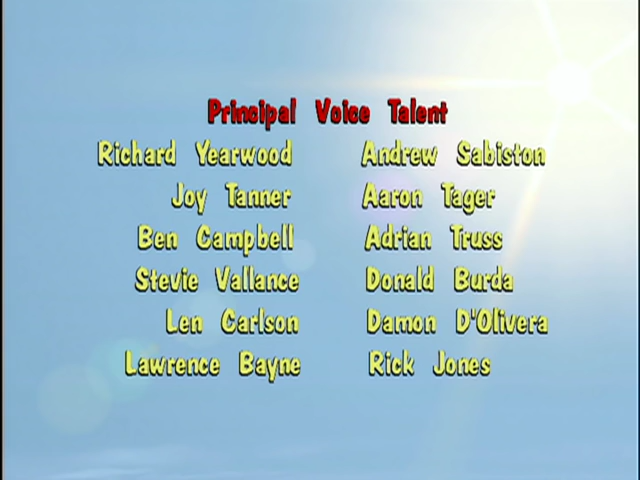 Principal Voice Talent
Richard Yearwood Andrew Sabiston
Joy Tanner Aaron Tager
Ben Campbell Adrian Truss
Stevie Vallance Donald Burda
Len Carlson Damon D'Olivera
Lawrence Bayne Rick Jones